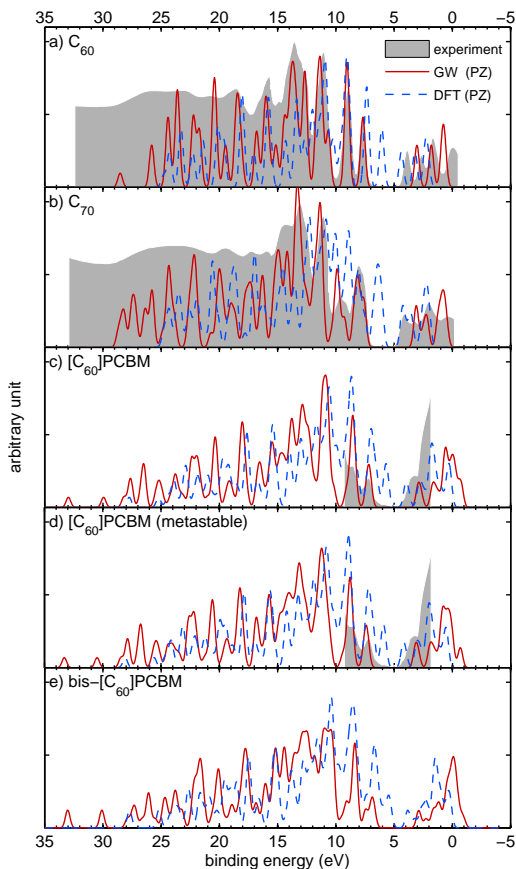 35 30 25 20 15 10 5 0 −5
a) C60
experiment
GW (PZ)
DFT (PZ)
b) C70
c) [C60]PCBM
arbitrary unit
d) [C60]PCBM (metastable)
e) bis−[C60]PCBM
35 30 25 20 15 10 5 0 −5
binding energy (eV)